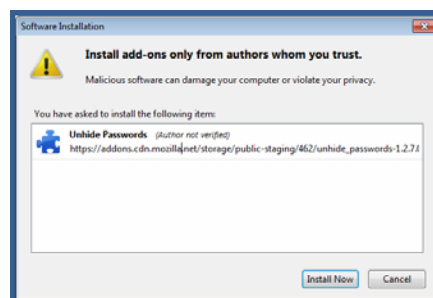 Software Installation
Install add-ons only from authors whom you trust.
Malicious software can damage your computer or violate your privacy.
You have asked to install the following item:
Unhide Passwords (Author not verified)
https://addons.cdn.mozilla.net/storage/public-staging/462/unhide_passwords-1.2.7.
Install Now Cancel